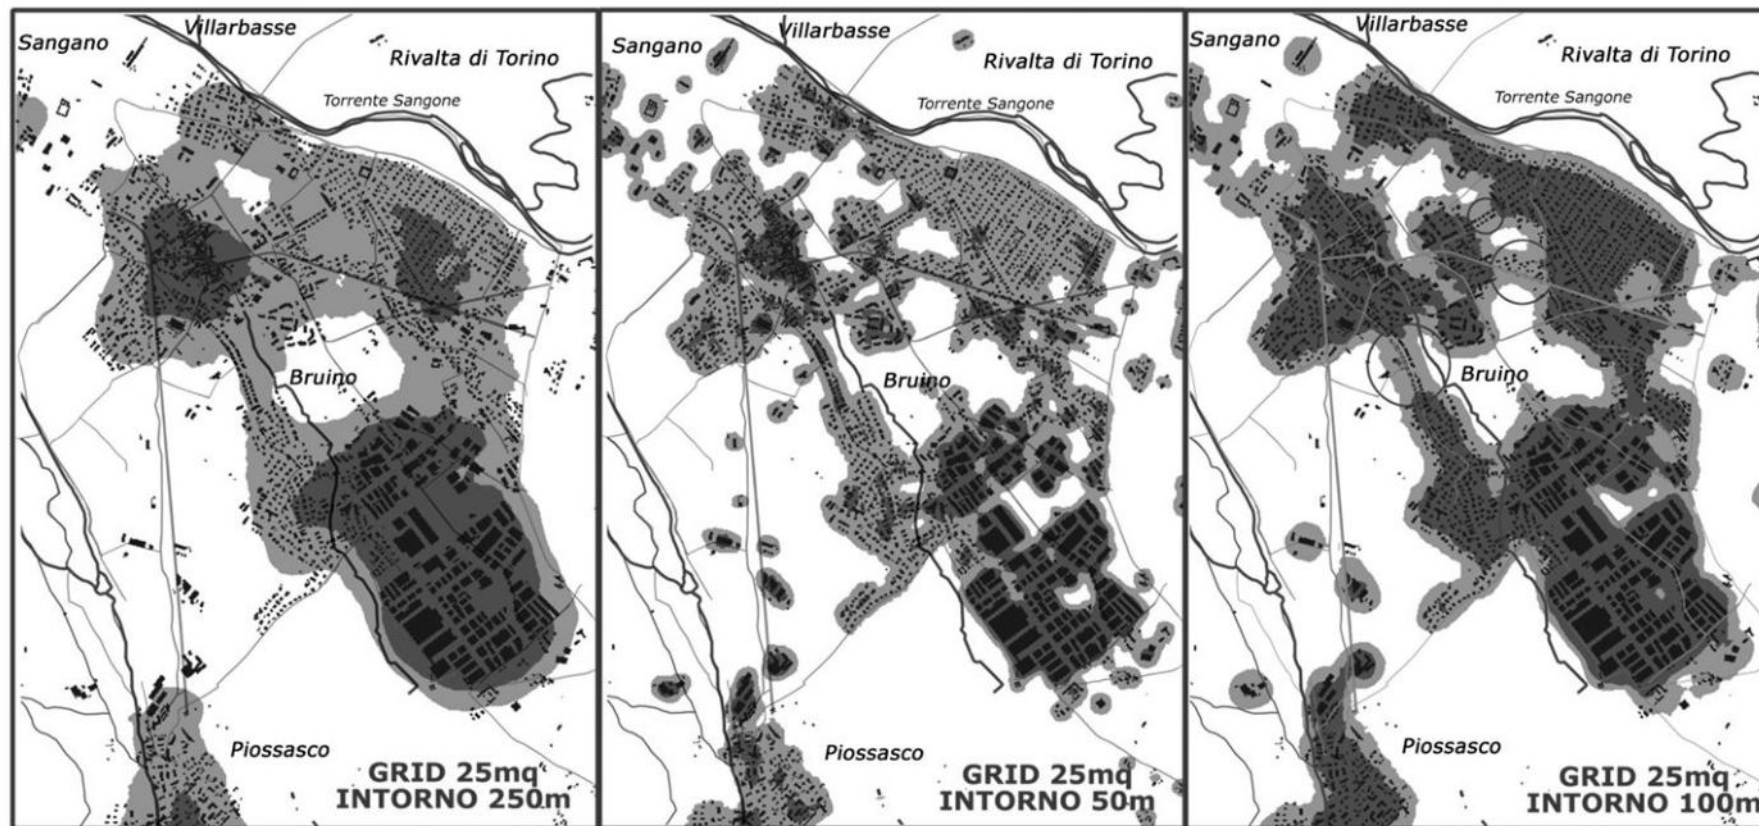 Villarbasse
Sangano
Rivalta di Torino
Torrente Sangone
Bruino
Piossasco
GRID 25mq
INTORNO 250m
Villarbasse
Sangano
Rivalta di Torino
Torrente Sangone
Bruino
Piossasco
GRID 25mq
INTORNO 50m
Villarbasse
Sangano
Rivalta di Torino
Torrente Sangone
Bruino
Piossasco
GRID 25mq
INTORNO 100m